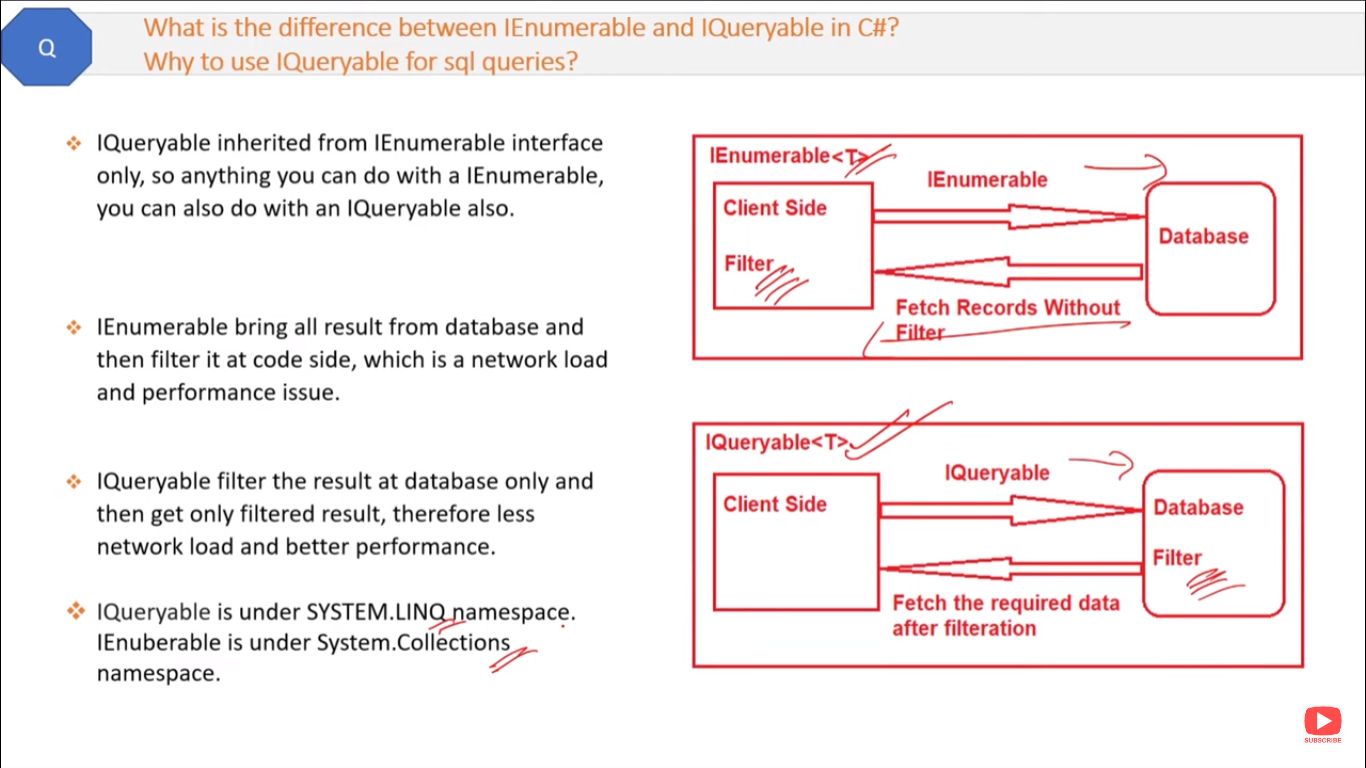 Q
What is the difference between IEnumerable and IQueryable in C#?
Why to use IQueryable for sql queries?
IQueryable inherited from IEnumerable interface
only, so anything you can do with a IEnumerable,
you can also do with an IQueryable also.
IEnumerable bring all result from database and
then filter it at code side, which is a network load
and performance issue.
IQueryable filter the result at database only and
then get only filtered result, therefore less
network load and better performance.
IQueryable is under SYSTEM.LINQ namespace.
IEnuberable is under System.Collections
namespace.
IEnumerable<T>
IEnumerable
Client Side
Database
Filter
Fetch Records Without
Filter
IQueryable<T>
IQueryable
Client Side
Database
Filter
Fetch the required data
after filteration
SUBSCRIBE